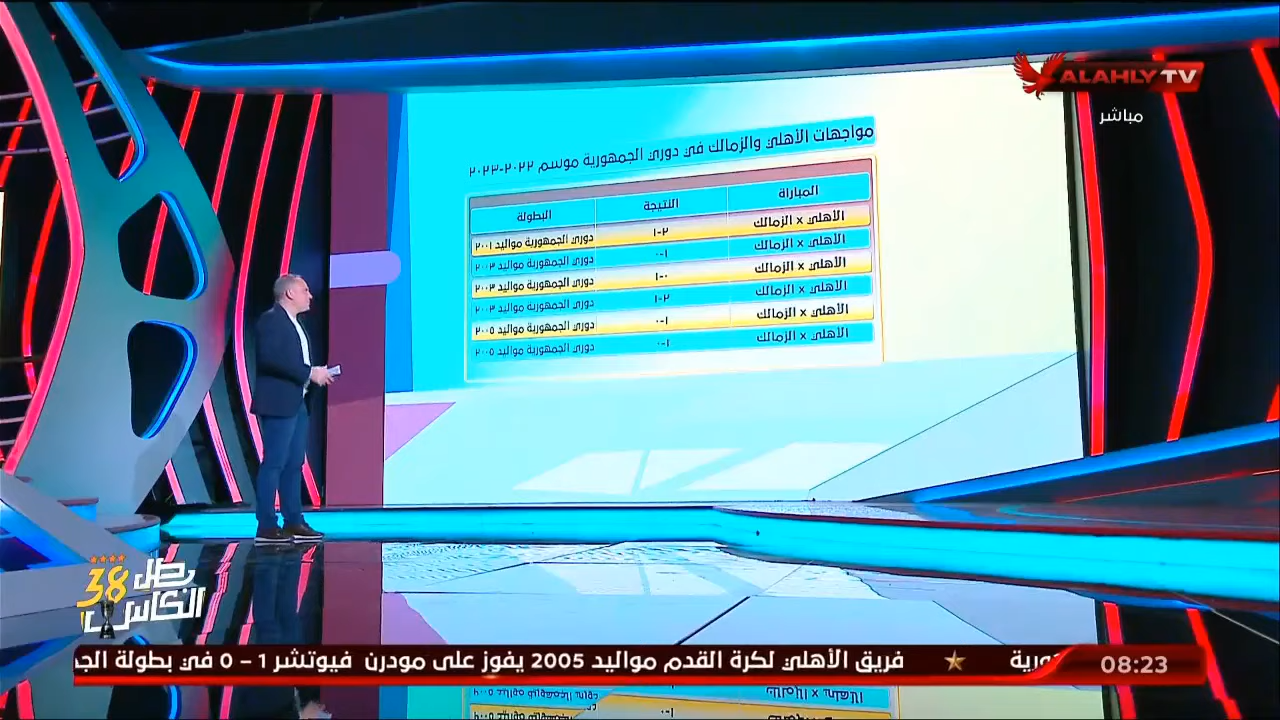 ALAHLY TV
مباشر
مواجهات الأهلي والزمالك في دوري الجمهورية موسم ٢٠٢٢-٢٠٢٣
المباراة النتيجة البطولة
الأهلي x الزمالك ٢-١ دوري الجمهورية مواليد ٢٠٠١
الأهلي x الزمالك ١-٠ دوري الجمهورية مواليد ٢٠٠٣
الأهلي x الزمالك ٠-١ دوري الجمهورية مواليد ٢٠٠٣
الأهلي x الزمالك ٢-١ دوري الجمهورية مواليد ٢٠٠٣
الأهلي x الزمالك ١-٠ دوري الجمهورية مواليد ٢٠٠٥
الأهلي x الزمالك ١-٠ دوري الجمهورية مواليد ٢٠٠٥
بطل الكاس 38
ورية ★ فريق الأهلي لكرة القدم مواليد 2005 يفوز على مودرن فيوتشر 1 – 0 في بطولة الجم
08:23